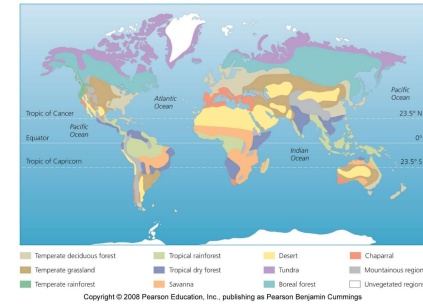 Atlantic
Ocean
Pacific
Ocean
Tropic of Cancer
23.5° N
Pacific
Ocean
Equator
0°
Indian
Ocean
Tropic of Capricorn
23.5° S
Temperate deciduous forest
Tropical rainforest
Desert
Chaparral
Temperate grassland
Tropical dry forest
Tundra
Mountainous region
Temperate rainforest
Savanna
Boreal forest
Unvegetated region
Copyright © 2008 Pearson Education, Inc., publishing as Pearson Benjamin Cummings